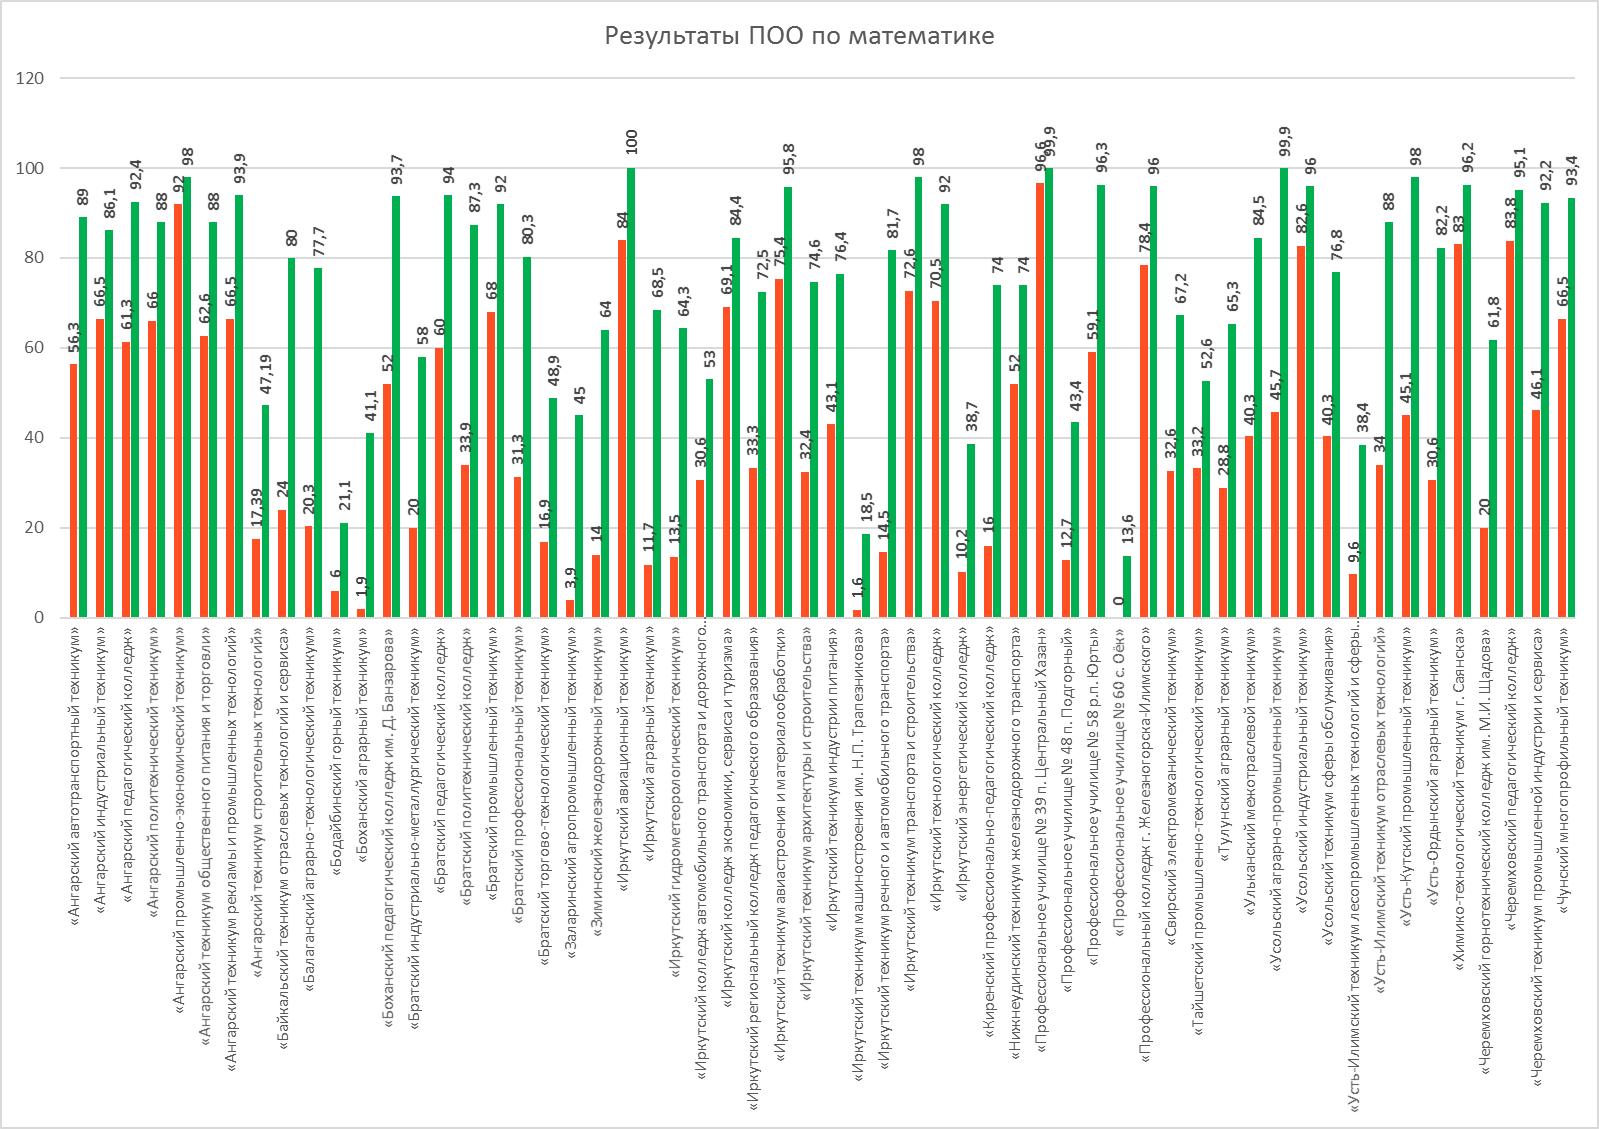 Результаты ПОО по математике
120
100
80
60
40
20
0
56,3
89
66,5
86,1
61,3
92,4
66
88
92
98
62,6
88
66,5
93,9
17,39
47,19
24
80
20,3
77,7
6
21,1
1,9
41,1
52
93,7
20
58
60
94
33,9
87,3
68
92
31,3
80,3
16,9
48,9
3,9
45
14
64
84
100
11,7
68,5
13,5
64,3
30,6
53
69,1
84,4
33,3
72,5
75,4
95,8
32,4
74,6
43,1
76,4
1,6
18,5
14,5
81,7
72,6
98
70,5
92
10,2
38,7
16
74
52
74
96,6
99,9
12,7
43,4
59,1
96,3
0
13,6
78,4
96
32,6
67,2
33,2
52,6
28,8
65,3
40,3
84,5
45,7
99,9
82,6
96
40,3
76,8
9,6
38,4
34
88
45,1
98
30,6
82,2
83
96,2
20
61,8
83,8
95,1
46,1
92,2
66,5
93,4
«Ангарский автотранспортный техникум»
«Ангарский индустриальный техникум»
«Ангарский педагогический колледж»
«Ангарский политехнический техникум»
«Ангарский промышленно-экономический техникум»
«Ангарский техникум общественного питания и торговли»
«Ангарский техникум рекламы и промышленных технологий»
«Ангарский техникум строительных технологий»
«Байкальский техникум отраслевых технологий и сервиса»
«Балаганский аграрно-технологический техникум»
«Бодайбинский горный техникум»
«Боханский аграрный техникум»
«Боханский педагогический колледж им. Д. Банзарова»
«Братский индустриально-металлургический техникум»
«Братский педагогический колледж»
«Братский политехнический колледж»
«Братский промышленный техникум»
«Братский профессиональный техникум»
«Братский торгово-технологический техникум»
«Заларинский агропромышленный техникум»
«Зиминский железнодорожный техникум»
«Иркутский авиационный техникум»
«Иркутский аграрный техникум»
«Иркутский гидрометеорологический техникум»
«Иркутский колледж автомобильного транспорта и дорожного…
«Иркутский колледж экономики, сервиса и туризма»
«Иркутский региональный колледж педагогического образования»
«Иркутский техникум авиастроения и материалообработки»
«Иркутский техникум архитектуры и строительства»
«Иркутский техникум индустрии питания»
«Иркутский техникум машиностроения им. Н.П. Трапезникова»
«Иркутский техникум речного и автомобильного транспорта»
«Иркутский техникум транспорта и строительства»
«Иркутский технологический колледж»
«Иркутский энергетический колледж»
«Киренский профессионально-педагогический колледж»
«Нижнеудинский техникум железнодорожного транспорта»
«Профессиональное училище № 39 п. Центральный Хазан»
«Профессиональное училище № 48 п. Подгорный»
«Профессиональное училище № 58 р.п. Юрты»
«Профессиональное училище № 60 с. Оёк»
«Профессиональный колледж г. Железногорска-Илимского»
«Свирский электромеханический техникум»
«Тайшетский промышленно-технологический техникум»
«Тулунский аграрный техникум»
«Ульканский межотраслевой техникум»
«Усольский аграрно-промышленный техникум»
«Усольский индустриальный техникум»
«Усольский техникум сферы обслуживания»
«Усть-Илимский техникум лесопромышленных технологий и сферы…
«Усть-Илимский техникум отраслевых технологий»
«Усть-Кутский промышленный техникум»
«Усть-Ордынский аграрный техникум»
«Химико-технологический техникум г. Саянска»
«Черемховский горнотехнический колледж им. М.И. Щадова»
«Черемховский педагогический колледж»
«Черемховский техникум промышленной индустрии и сервиса»
«Чунский многопрофильный техникум»